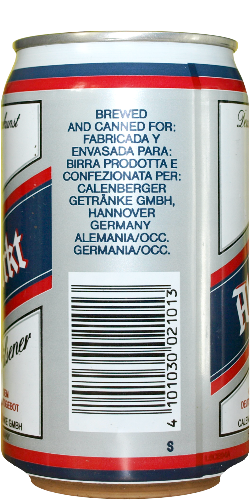 BREWED
AND CANNED FOR:
FABRICADA Y
ENVASADA PARA:
BIRRA PRODOTTA E
CONFEZIONATA PER:
CALENBERGER
GETRÄNKE GMBH,
HANNOVER
GERMANY
ALEMANIA/OCC.
GERMANIA/OCC.
4 101030 021013
S